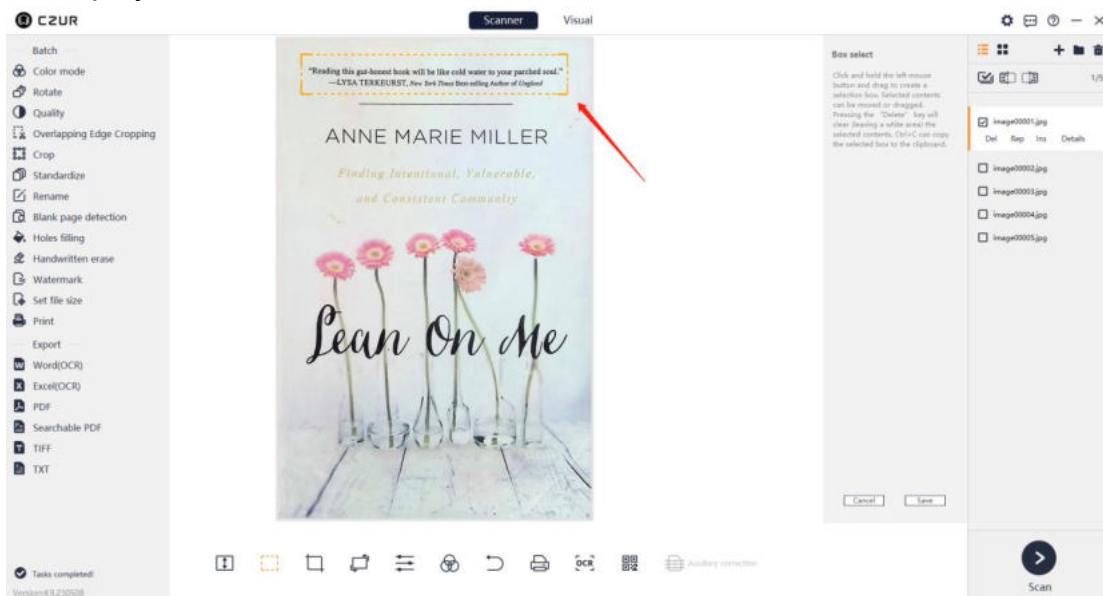 CZUR
Scanner
Visual
Batch
Color mode
Rotate
Quality
Overlapping Edge Cropping
Crop
Standardize
Rename
Blank page detection
Holes filling
Handwritten erase
Watermark
Set file size
Print
Export
Word(OCR)
Excel(OCR)
PDF
Searchable PDF
TIFF
TXT
Tasks completed!
Version:4.9.230508
"Reading this gut-honest book will be like cold water to your parched soul."
—LYSA TERKEURST, New York Times Best-selling Author of Uninvited
ANNE MARIE MILLER
Finding Intentional, Vulnerable,
and Consistent Community
Lean On Me
OCR
Auxiliary correction
Box select
Click and hold the left mouse
button and drag to create a
selection box. Selected contents
can be moved or dragged.
Pressing the "Delete" key will
clear (leaving a white area) the
selected contents. Ctrl+C can copy
the selected box to the clipboard.
Cancel
Save
1/5
image00001.jpg
Del Rep Ins Details
image00002.jpg
image00003.jpg
image00004.jpg
image00005.jpg
Scan